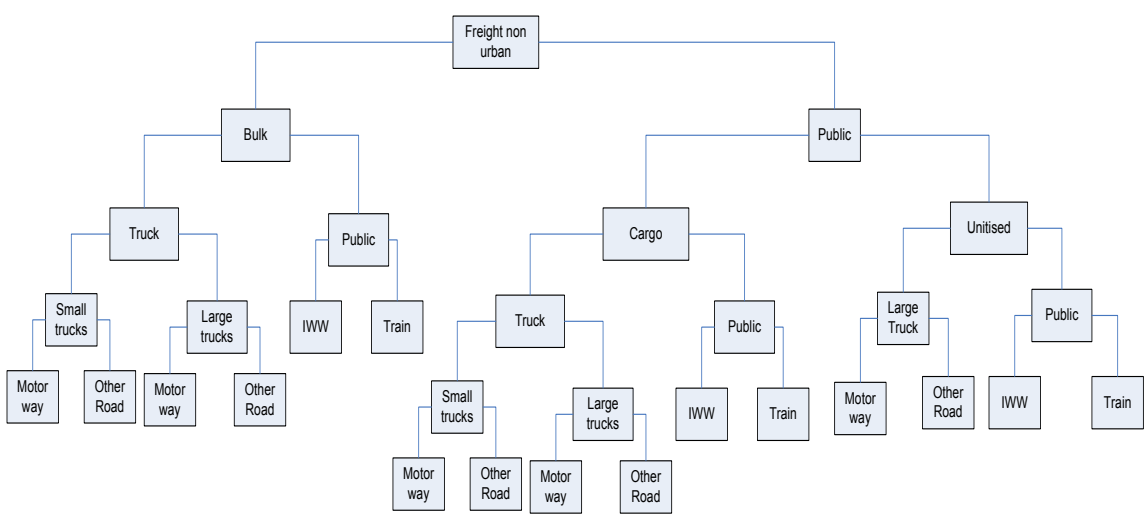 Freight non
urban
Bulk
Public
Truck
Public
Cargo
Unitised
Small
trucks
Large
trucks
IWW
Train
Truck
Public
Large
Truck
Public
Motor
way
Other
Road
Motor
way
Other
Road
Small
trucks
Large
trucks
IWW
Train
Motor
way
Other
Road
IWW
Train
Motor
way
Other
Road
Motor
way
Other
Road